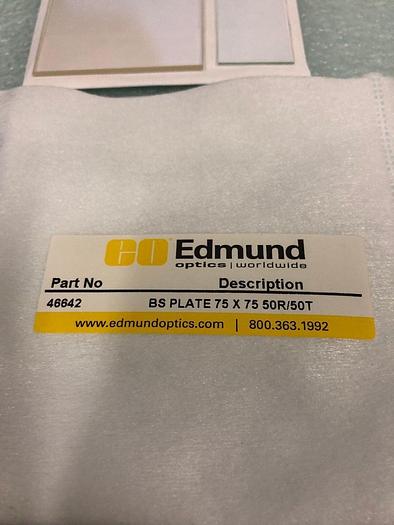 eo Edmund
optics | worldwide
Part No Description
46642 BS PLATE 75 X 75 50R/50T
www.edmundoptics.com | 800.363.1992